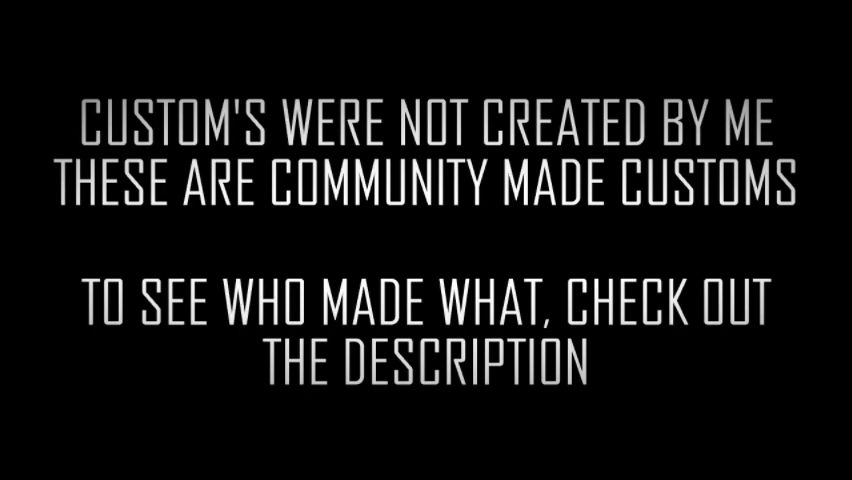 CUSTOM'S WERE NOT CREATED BY ME
THESE ARE COMMUNITY MADE CUSTOMS
TO SEE WHO MADE WHAT, CHECK OUT
THE DESCRIPTION